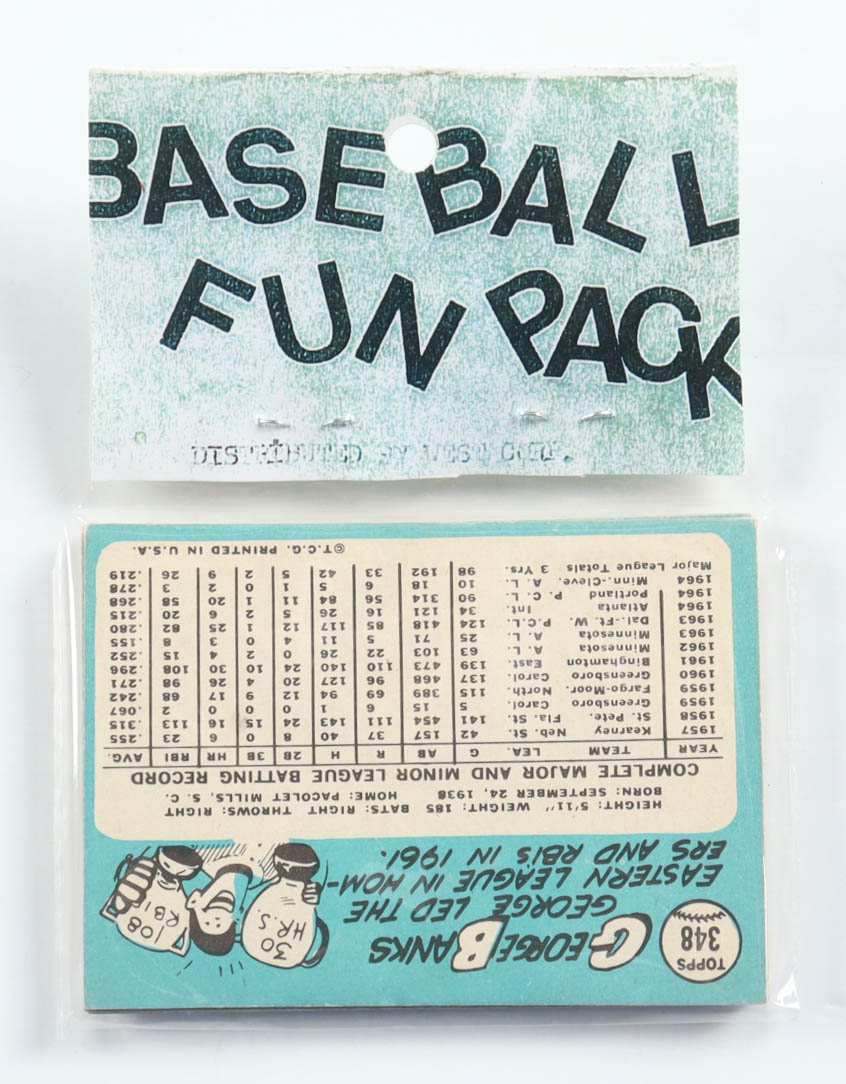 BASEBALL
FUN PACK
DISTRIBUTED BY
TOPPS
348
GEORGE BANKS
GEORGE LED THE
EASTERN LEAGUE IN HOM-
ERS AND RBIS IN 1961.
30
HR.S
108
RBI
HEIGHT: 5'11" WEIGHT: 185 BATS: RIGHT THROWS: RIGHT
BORN: SEPTEMBER 24, 1938 HOME: PACOLET MILLS, S. C.
COMPLETE MAJOR AND MINOR LEAGUE BATTING RECORD
YEAR TEAM LEA. G AB R H 2B 3B HR RBI AVG.
1957 Kearney Neb. St. 42 157 37 40 8 0 6 23 .255
1958 St. Pete. Fla. St. 141 454 111 143 24 15 16 113 .315
1959 Greensboro Carol. 5 15 6 1 0 0 0 2 .067
1959 Fargo-Moor. North. 115 389 69 94 12 9 17 68 .242
1960 Greensboro Carol. 137 468 96 127 20 4 26 98 .271
1961 Binghamton East. 139 473 110 140 24 10 30 108 .296
1962 Minnesota A. L. 63 103 22 26 0 2 4 15 .252
1963 Minnesota A. L. 25 71 5 11 4 0 3 8 .155
1963 Dal.-Ft. W. P.C.L. 124 418 85 117 12 1 25 82 .280
1964 Atlanta Int. 34 121 16 26 5 2 6 20 .215
1964 Portland P. C. L. 90 314 56 84 11 1 20 58 .268
1964 Minn.-Cleve. A. L. 10 18 6 5 1 0 2 3 .278
Major League Totals 3 Yrs. 98 192 33 42 5 2 9 26 .219
©T.C.G. PRINTED IN U.S.A.